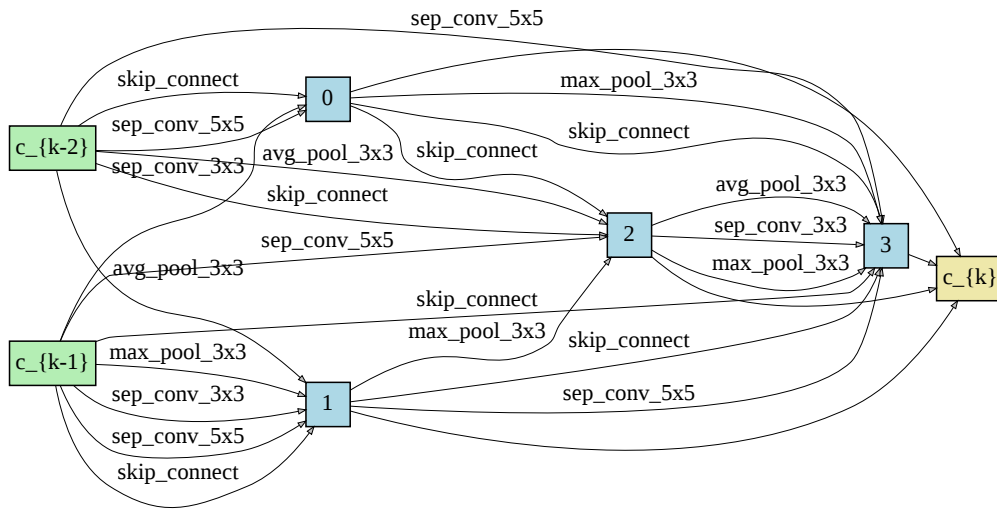 sep_conv_5x5
skip_connect
0
max_pool_3x3
sep_conv_5x5
skip_connect
c_{k-2}
avg_pool_3x3
skip_connect
sep_conv_3x3
skip_connect
avg_pool_3x3
sep_conv_3x3
2
3
sep_conv_5x5
max_pool_3x3
avg_pool_3x3
c_{k}
skip_connect
max_pool_3x3
skip_connect
c_{k-1}
max_pool_3x3
sep_conv_3x3
sep_conv_5x5
1
sep_conv_5x5
skip_connect